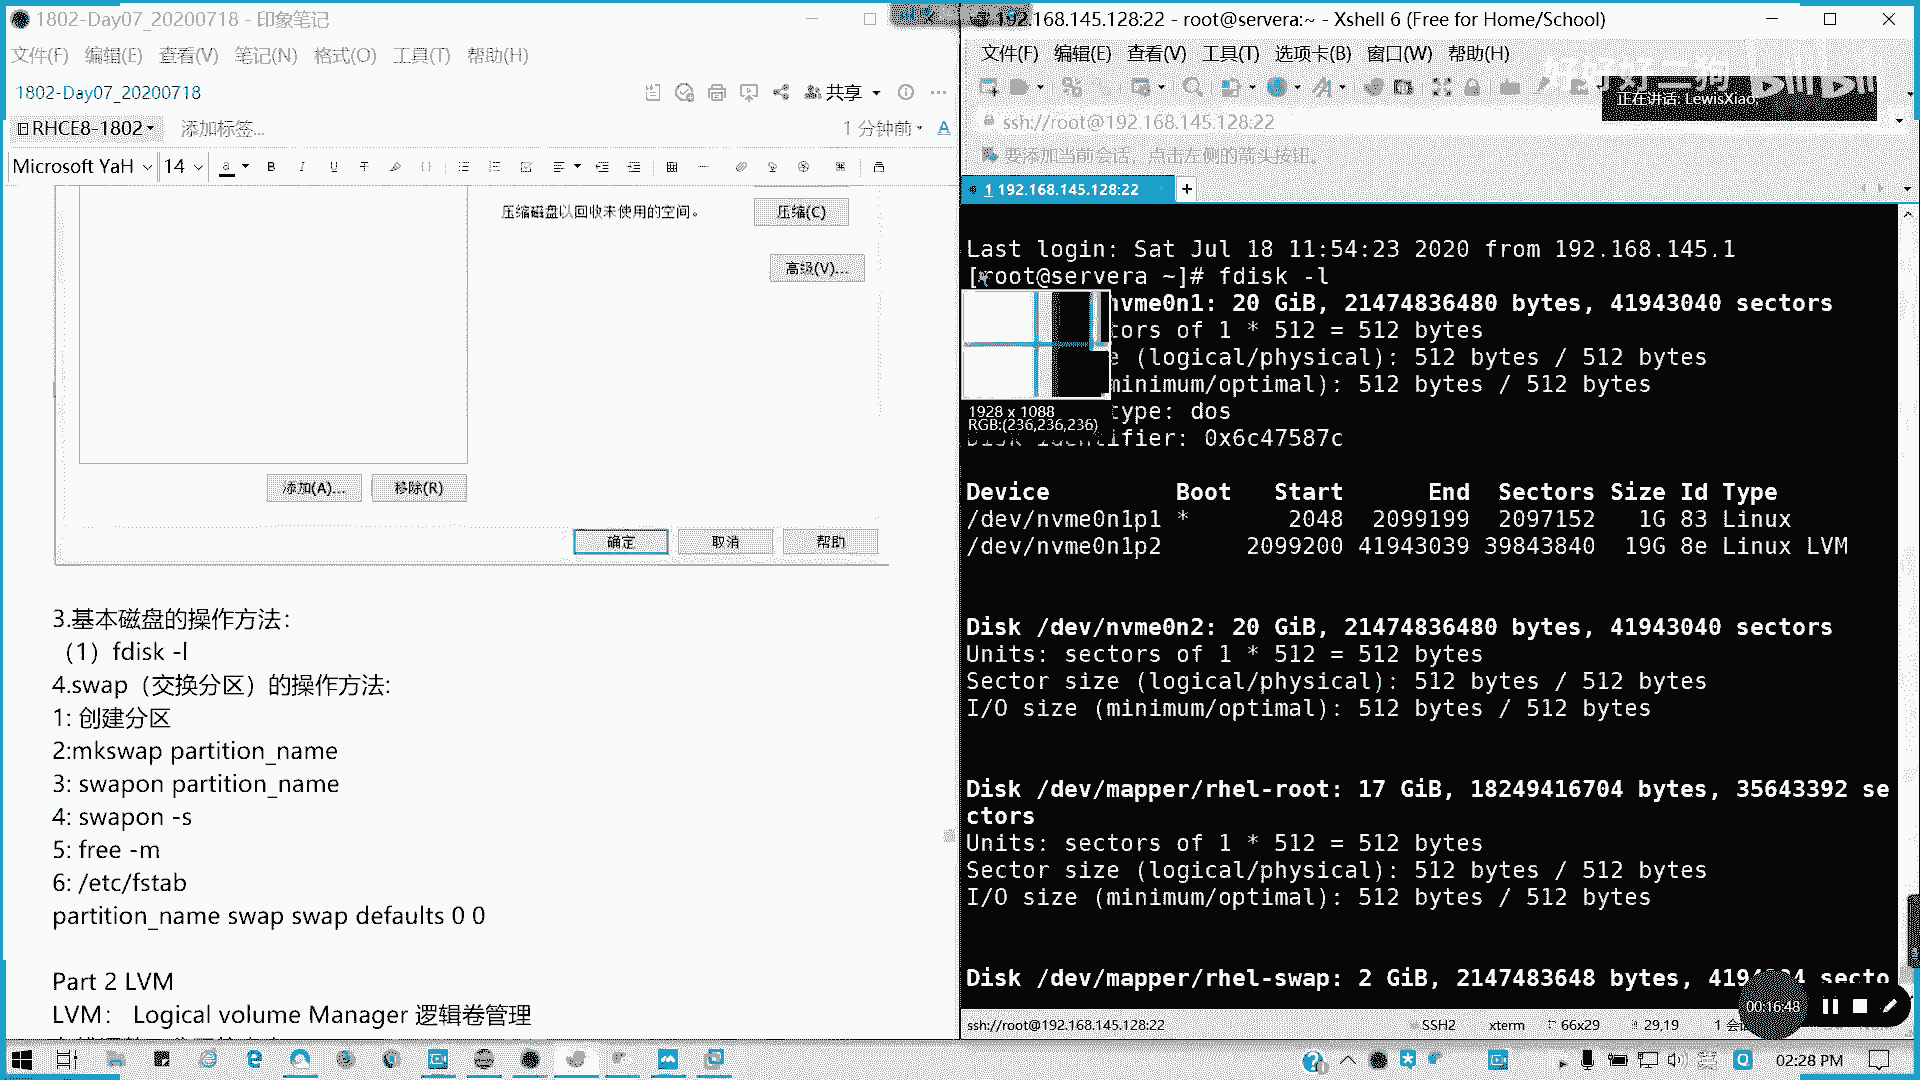 1802-Day07_20200718 - 印象笔记
文件(F) 编辑(E) 查看(V) 笔记(N) 格式(O) 工具(T) 帮助(H)
1802-Day07_20200718
共享
RHCE8-1802 添加标签...
1 分钟前
Microsoft YaH 14
压缩磁盘以回收未使用的空间。
压缩(C)
高级(V)...
添加(A)... 移除(R)
确定 取消 帮助
3.基本磁盘的操作方法：
（1）fdisk -l
4.swap（交换分区）的操作方法:
1: 创建分区
2:mkswap partition_name
3: swapon partition_name
4: swapon -s
5: free -m
6: /etc/fstab
partition_name swap swap defaults 0 0
Part 2 LVM
LVM： Logical volume Manager 逻辑卷管理
192.168.145.128:22 - root@servera:~ - Xshell 6 (Free for Home/School)
文件(F) 编辑(E) 查看(V) 工具(T) 选项卡(B) 窗口(W) 帮助(H)
正在讲话: LewisXiao;
ssh://root@192.168.145.128:22
要添加当前会话，点击左侧的箭头按钮。
1 192.168.145.128:22
Last login: Sat Jul 18 11:54:23 2020 from 192.168.145.1
[root@servera ~]# fdisk -l
nvme0n1: 20 GiB, 21474836480 bytes, 41943040 sectors
tors of 1 * 512 = 512 bytes
e (logical/physical): 512 bytes / 512 bytes
minimum/optimal): 512 bytes / 512 bytes
type: dos
Disk identifier: 0x6c47587c
1928 x 1088
RGB:(236,236,236)
Device Boot Start End Sectors Size Id Type
/dev/nvme0n1p1 * 2048 2099199 2097152 1G 83 Linux
/dev/nvme0n1p2 2099200 41943039 39843840 19G 8e Linux LVM
Disk /dev/nvme0n2: 20 GiB, 21474836480 bytes, 41943040 sectors
Units: sectors of 1 * 512 = 512 bytes
Sector size (logical/physical): 512 bytes / 512 bytes
I/O size (minimum/optimal): 512 bytes / 512 bytes
Disk /dev/mapper/rhel-root: 17 GiB, 18249416704 bytes, 35643392 se
ctors
Units: sectors of 1 * 512 = 512 bytes
Sector size (logical/physical): 512 bytes / 512 bytes
I/O size (minimum/optimal): 512 bytes / 512 bytes
Disk /dev/mapper/rhel-swap: 2 GiB, 2147483648 bytes, secto
00:16:48
ssh://root@192.168.145.128:22 SSH2 xterm 66x29 29,19
02:28 PM